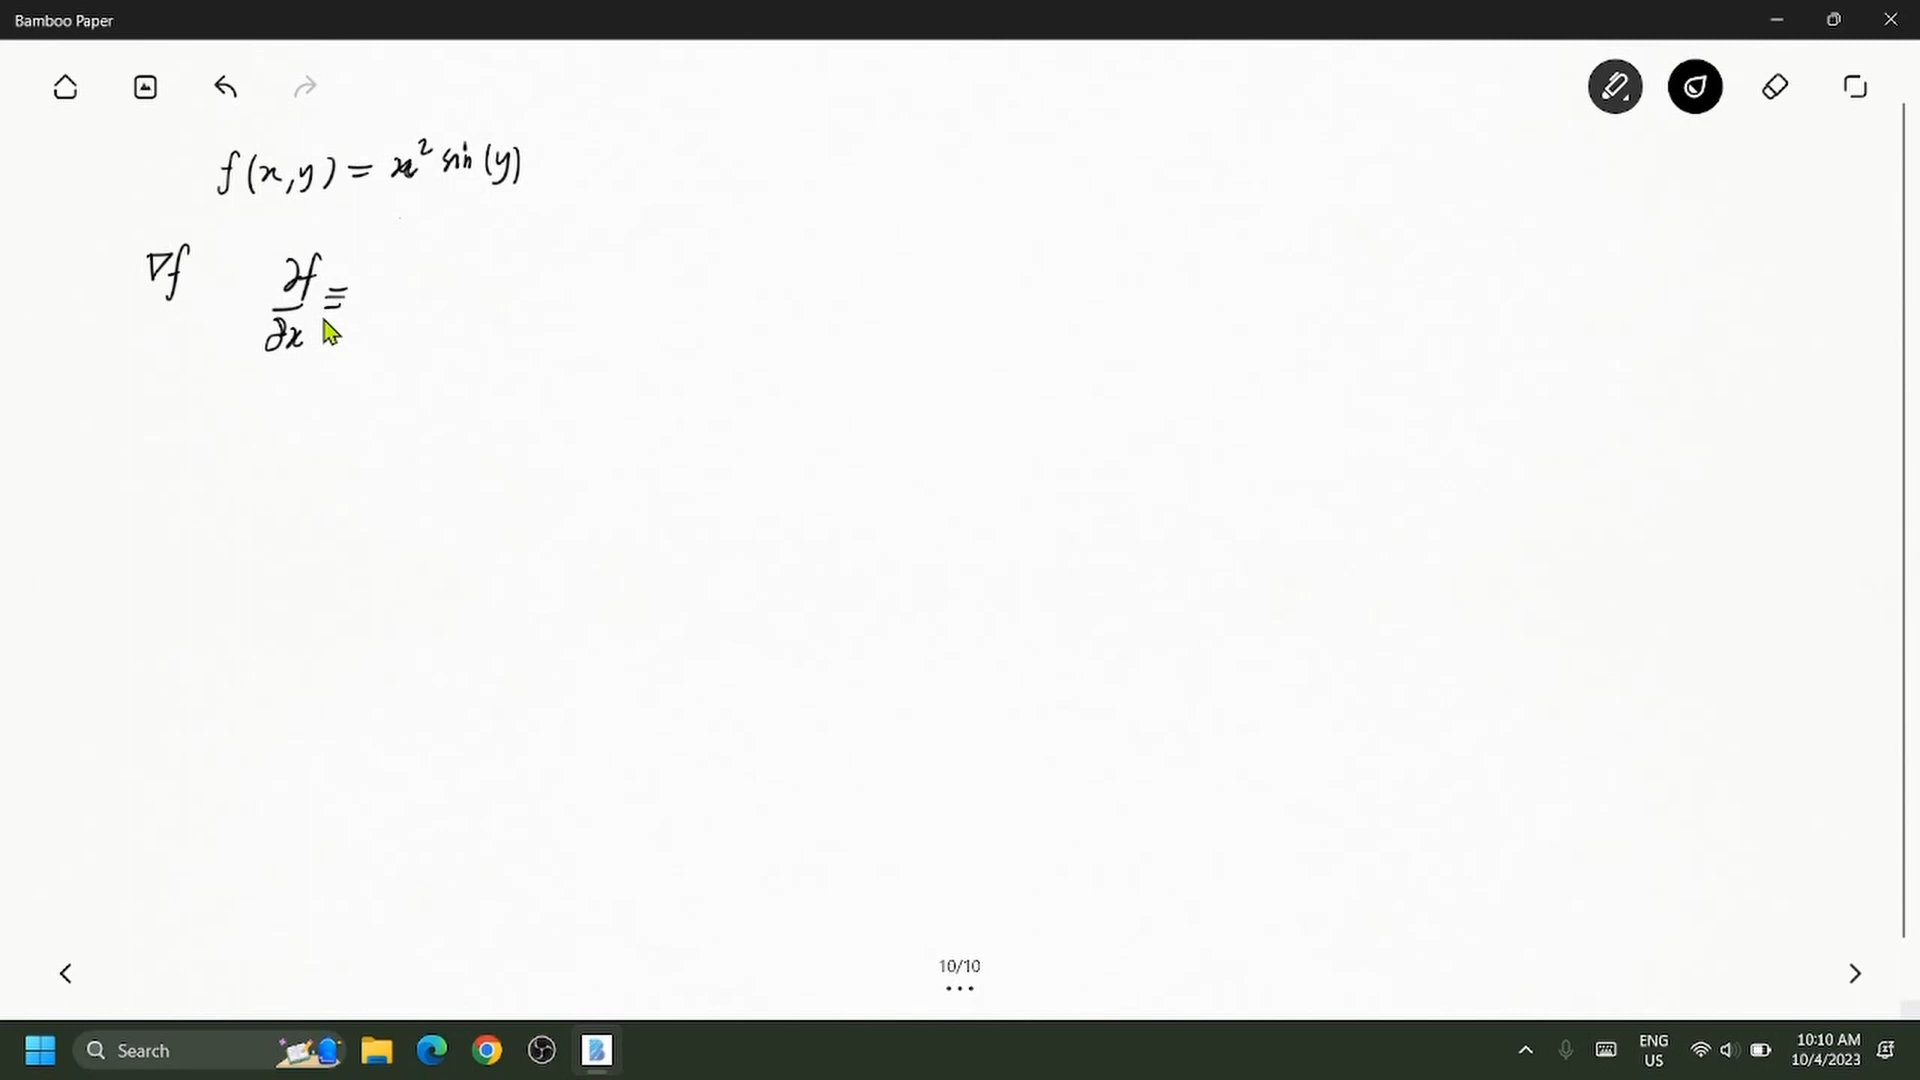 Bamboo Paper
f(x,y) = x² sin(y)
∇f ∂f/∂x =
10/10
Search
ENG
US
10:10 AM
10/4/2023